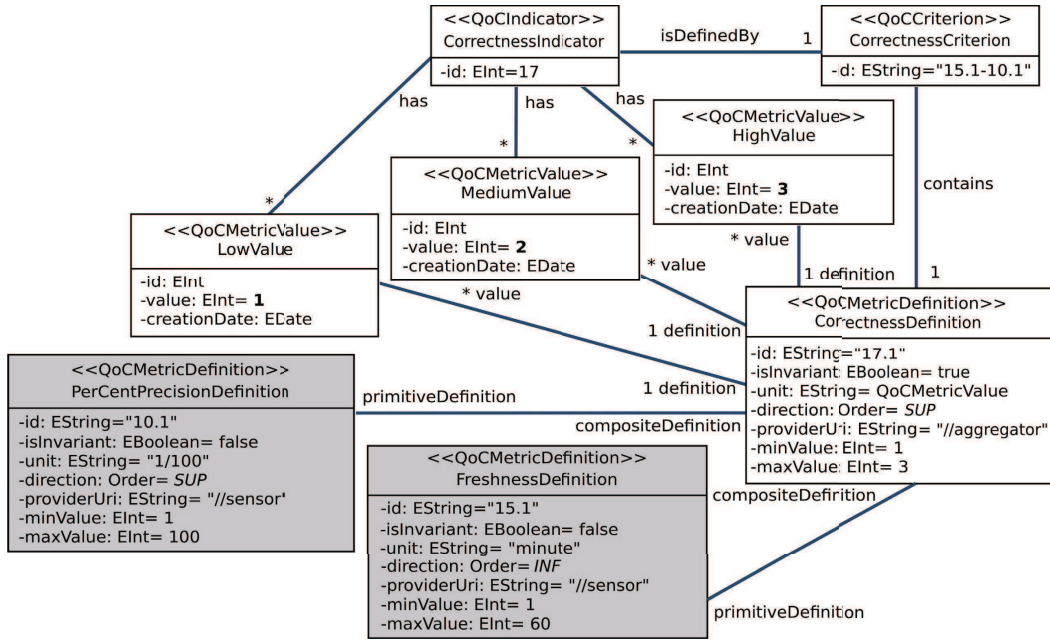 <<QoCIndicator>>
CorrectnessIndicator
-id: EInt=17
isDefinedBy
1
<<QoCCriterion>>
CorrectnessCriterion
-id: EString="15.1-10.1"
has
has
has
*
*
*
contains
1
<<QoCMetricValue>>
HighValue
-id: EInt
-value: EInt= 3
-creationDate: EDate
<<QoCMetricValue>>
MediumValue
-id: EInt
-value: EInt= 2
-creationDate: EDate
<<QoCMetricValue>>
LowValue
-id: EInt
-value: EInt= 1
-creationDate: EDate
* value
1 definition
* value
1 definition
* value
1 definition
<<QoCMetricDefinition>>
CorrectnessDefinition
-id: EString="17.1"
-isInvariant: EBoolean= true
-unit: EString= QoCMetricValue
-direction: Order= SUP
-providerUri: EString= "//aggregator"
-minValue: EInt= 1
-maxValue: EInt= 3
<<QoCMetricDefinition>>
PerCentPrecisionDefinition
-id: EString="10.1"
-isInvariant: EBoolean= false
-unit: EString= "1/100"
-direction: Order= SUP
-providerUri: EString= "//sensor"
-minValue: EInt= 1
-maxValue: EInt= 100
primitiveDefinition
compositeDefinition
<<QoCMetricDefinition>>
FreshnessDefinition
-id: EString="15.1"
-isInvariant: EBoolean= false
-unit: EString= "minute"
-direction: Order= INF
-providerUri: EString= "//sensor"
-minValue: EInt= 1
-maxValue: EInt= 60
compositeDefinition
primitiveDefinition